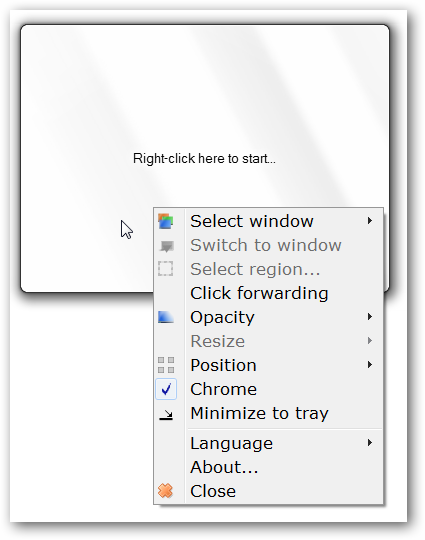 Right-click here to start...
Select window
Switch to window
Select region...
Click forwarding
Opacity
Resize
Position
Chrome
Minimize to tray
Language
About...
Close